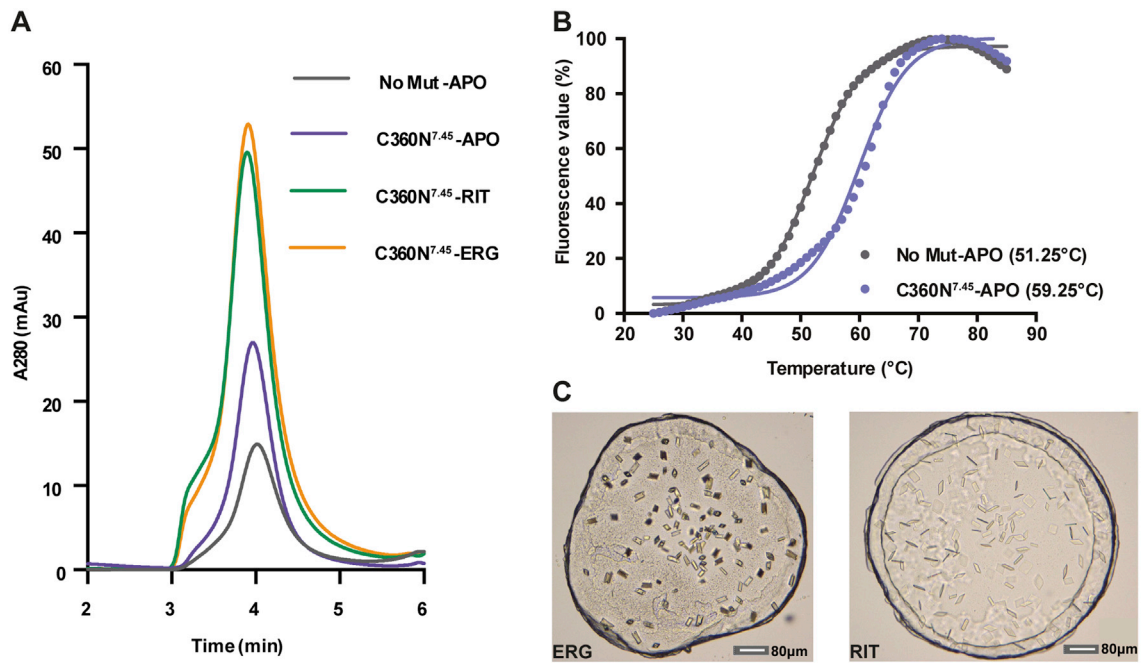 A
60
50
40
30
20
10
0
A280 (mAu)
2
3
4
5
6
Time (min)
No Mut-APO
C360N7.45-APO
C360N7.45-RIT
C360N7.45-ERG
B
100
80
60
40
20
0
Fluorescence value (%)
20
30
40
50
60
70
80
90
Temperature (°C)
No Mut-APO (51.25°C)
C360N7.45-APO (59.25°C)
C
ERG
80μm
RIT
80μm